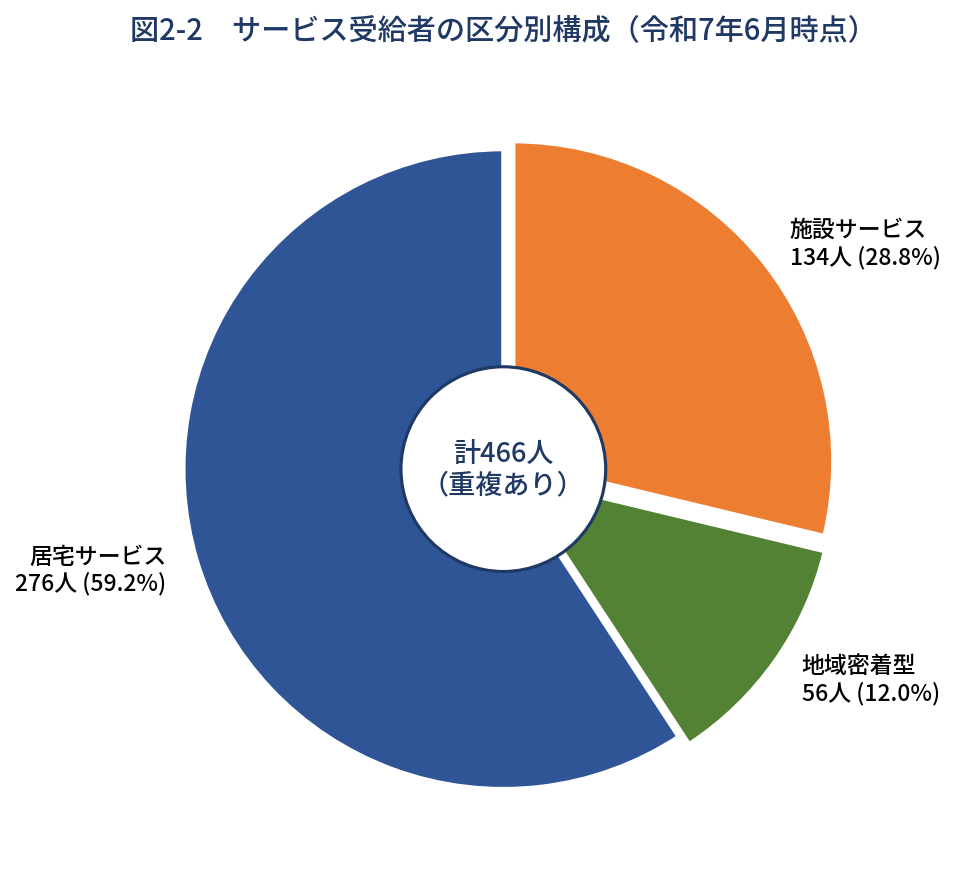 図2-2　サービス受給者の区分別構成（令和7年6月時点）
施設サービス
134人 (28.8%)
計466人
（重複あり）
居宅サービス
276人 (59.2%)
地域密着型
56人 (12.0%)